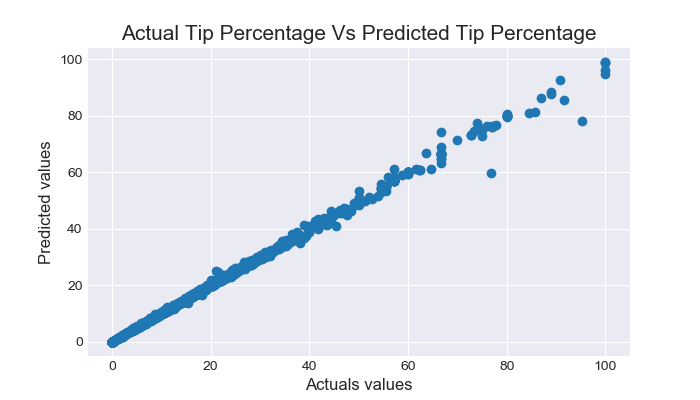 Actual Tip Percentage Vs Predicted Tip Percentage
100
80
60
40
20
0
Predicted values
0 20 40 60 80 100
Actuals values